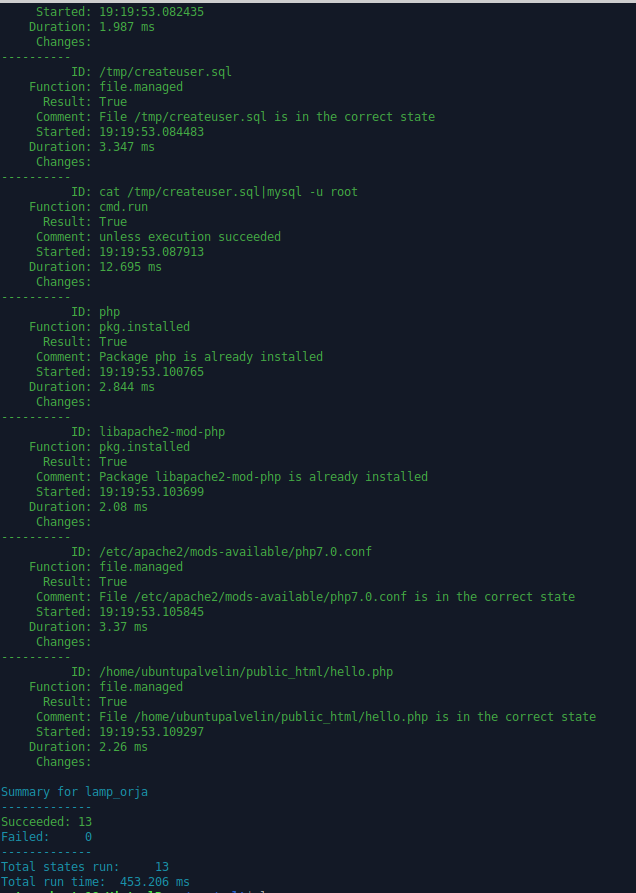 Started: 19:19:53.082435
Duration: 1.987 ms
Changes:
----------
ID: /tmp/createuser.sql
Function: file.managed
Result: True
Comment: File /tmp/createuser.sql is in the correct state
Started: 19:19:53.084483
Duration: 3.347 ms
Changes:
----------
ID: cat /tmp/createuser.sql|mysql -u root
Function: cmd.run
Result: True
Comment: unless execution succeeded
Started: 19:19:53.087913
Duration: 12.695 ms
Changes:
----------
ID: php
Function: pkg.installed
Result: True
Comment: Package php is already installed
Started: 19:19:53.100765
Duration: 2.844 ms
Changes:
----------
ID: libapache2-mod-php
Function: pkg.installed
Result: True
Comment: Package libapache2-mod-php is already installed
Started: 19:19:53.103699
Duration: 2.08 ms
Changes:
----------
ID: /etc/apache2/mods-available/php7.0.conf
Function: file.managed
Result: True
Comment: File /etc/apache2/mods-available/php7.0.conf is in the correct state
Started: 19:19:53.105845
Duration: 3.37 ms
Changes:
----------
ID: /home/ubuntupalvelin/public_html/hello.php
Function: file.managed
Result: True
Comment: File /home/ubuntupalvelin/public_html/hello.php is in the correct state
Started: 19:19:53.109297
Duration: 2.26 ms
Changes:
Summary for lamp_orja
-------------
Succeeded: 13
Failed: 0
-------------
Total states run: 13
Total run time: 453.206 ms